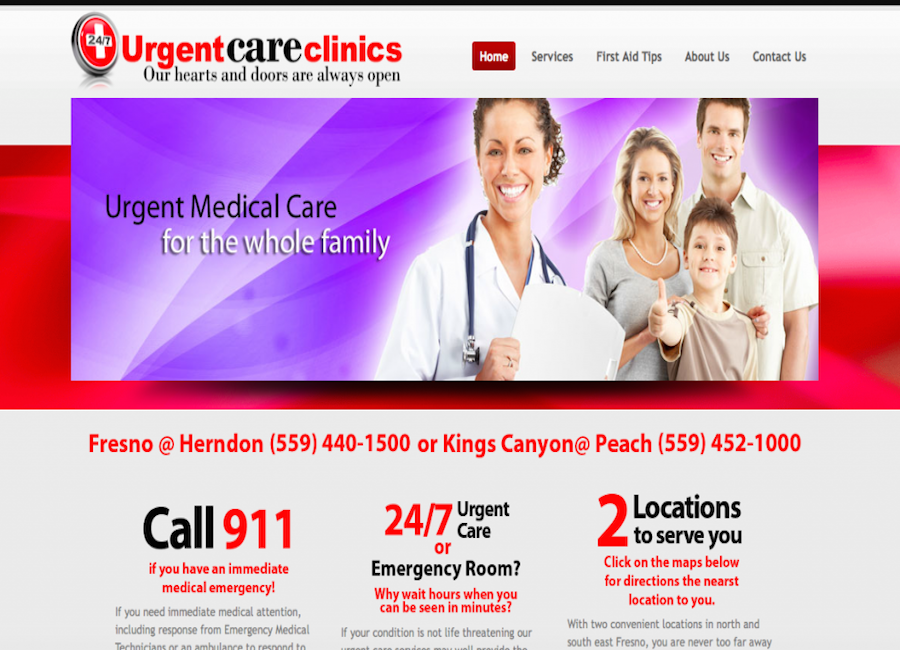 24/7
Urgentcareclinics
Our hearts and doors are always open
Home
Services
First Aid Tips
About Us
Contact Us
Urgent Medical Care
for the whole family
Fresno @ Herndon (559) 440-1500 or Kings Canyon@ Peach (559) 452-1000
Call 911
if you have an immediate
medical emergency!
If you need immediate medical attention,
including response from Emergency Medical
Technicians or an ambulance to respond to
24/7 Urgent
Care
or
Emergency Room?
Why wait hours when you
can be seen in minutes?
If your condition is not life threatening our
urgent care services may well provide the
2 Locations
to serve you
Click on the maps below
for directions the nearst
location to you.
With two convenient locations in north and
south east Fresno, you are never too far away